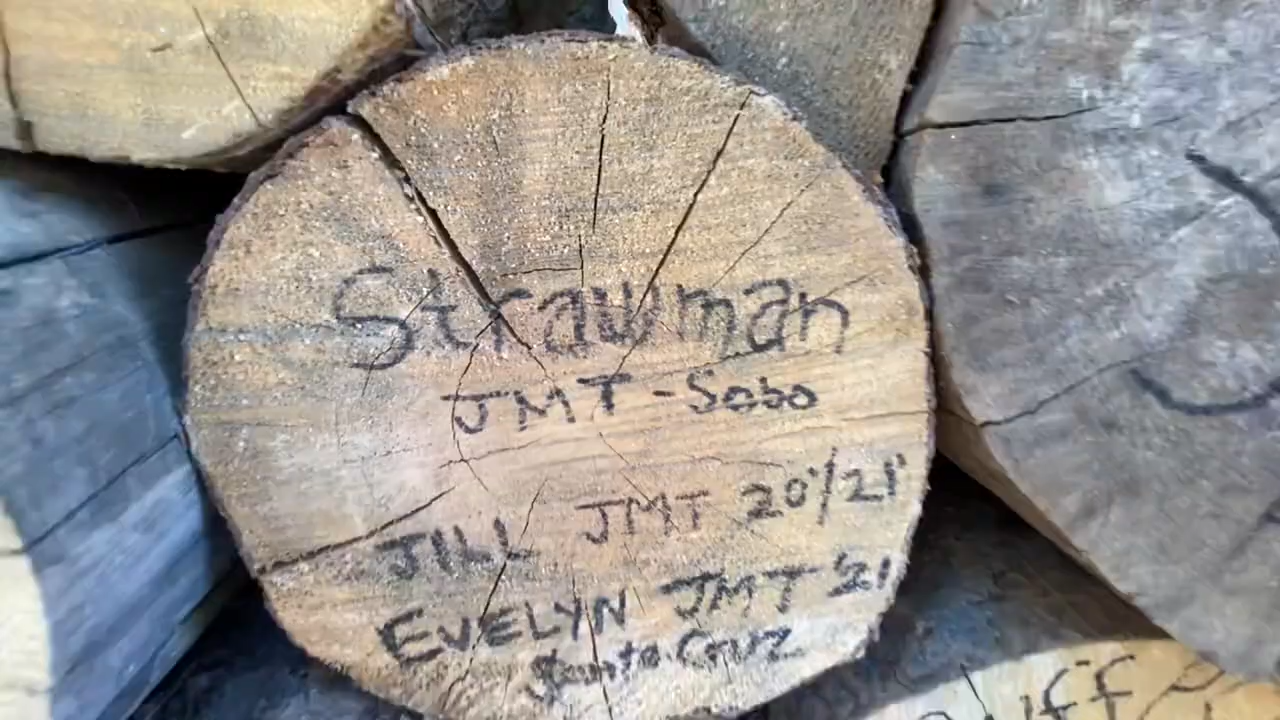 Strawman
JMT - Sobo
JILL JMT 20'/21'
EVELYN JMT '21
Santa Cruz